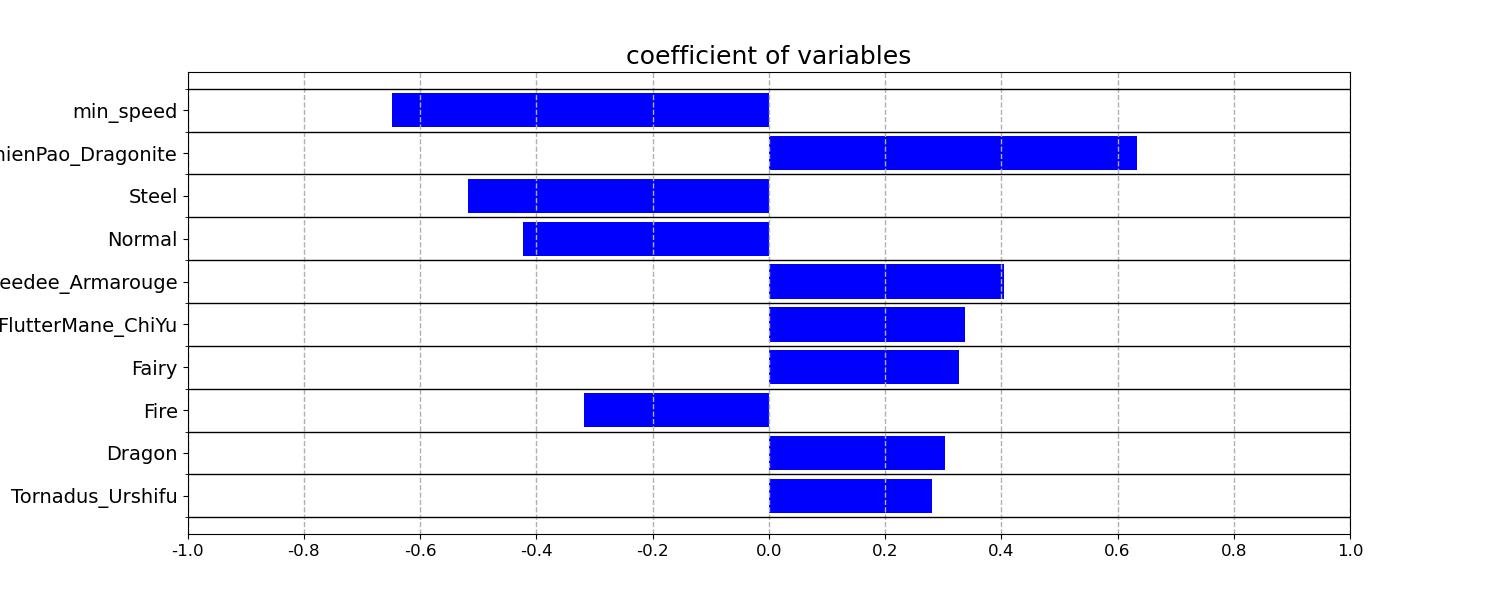 coefficient of variables
min_speed
nienPao_Dragonite
Steel
Normal
eedee_Armarouge
FlutterMane_ChiYu
Fairy
Fire
Dragon
Tornadus_Urshifu
-1.0 -0.8 -0.6 -0.4 -0.2 0.0 0.2 0.4 0.6 0.8 1.0